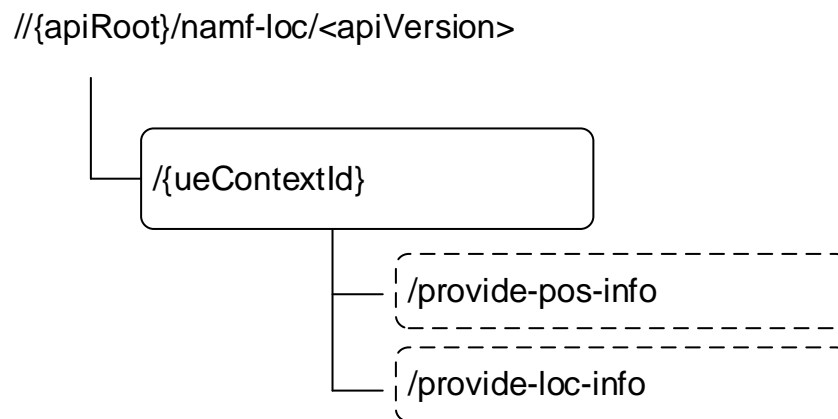 //{apiRoot}/namf-loc/<apiVersion>
/{ueContextId}
/provide-pos-info
/provide-loc-info